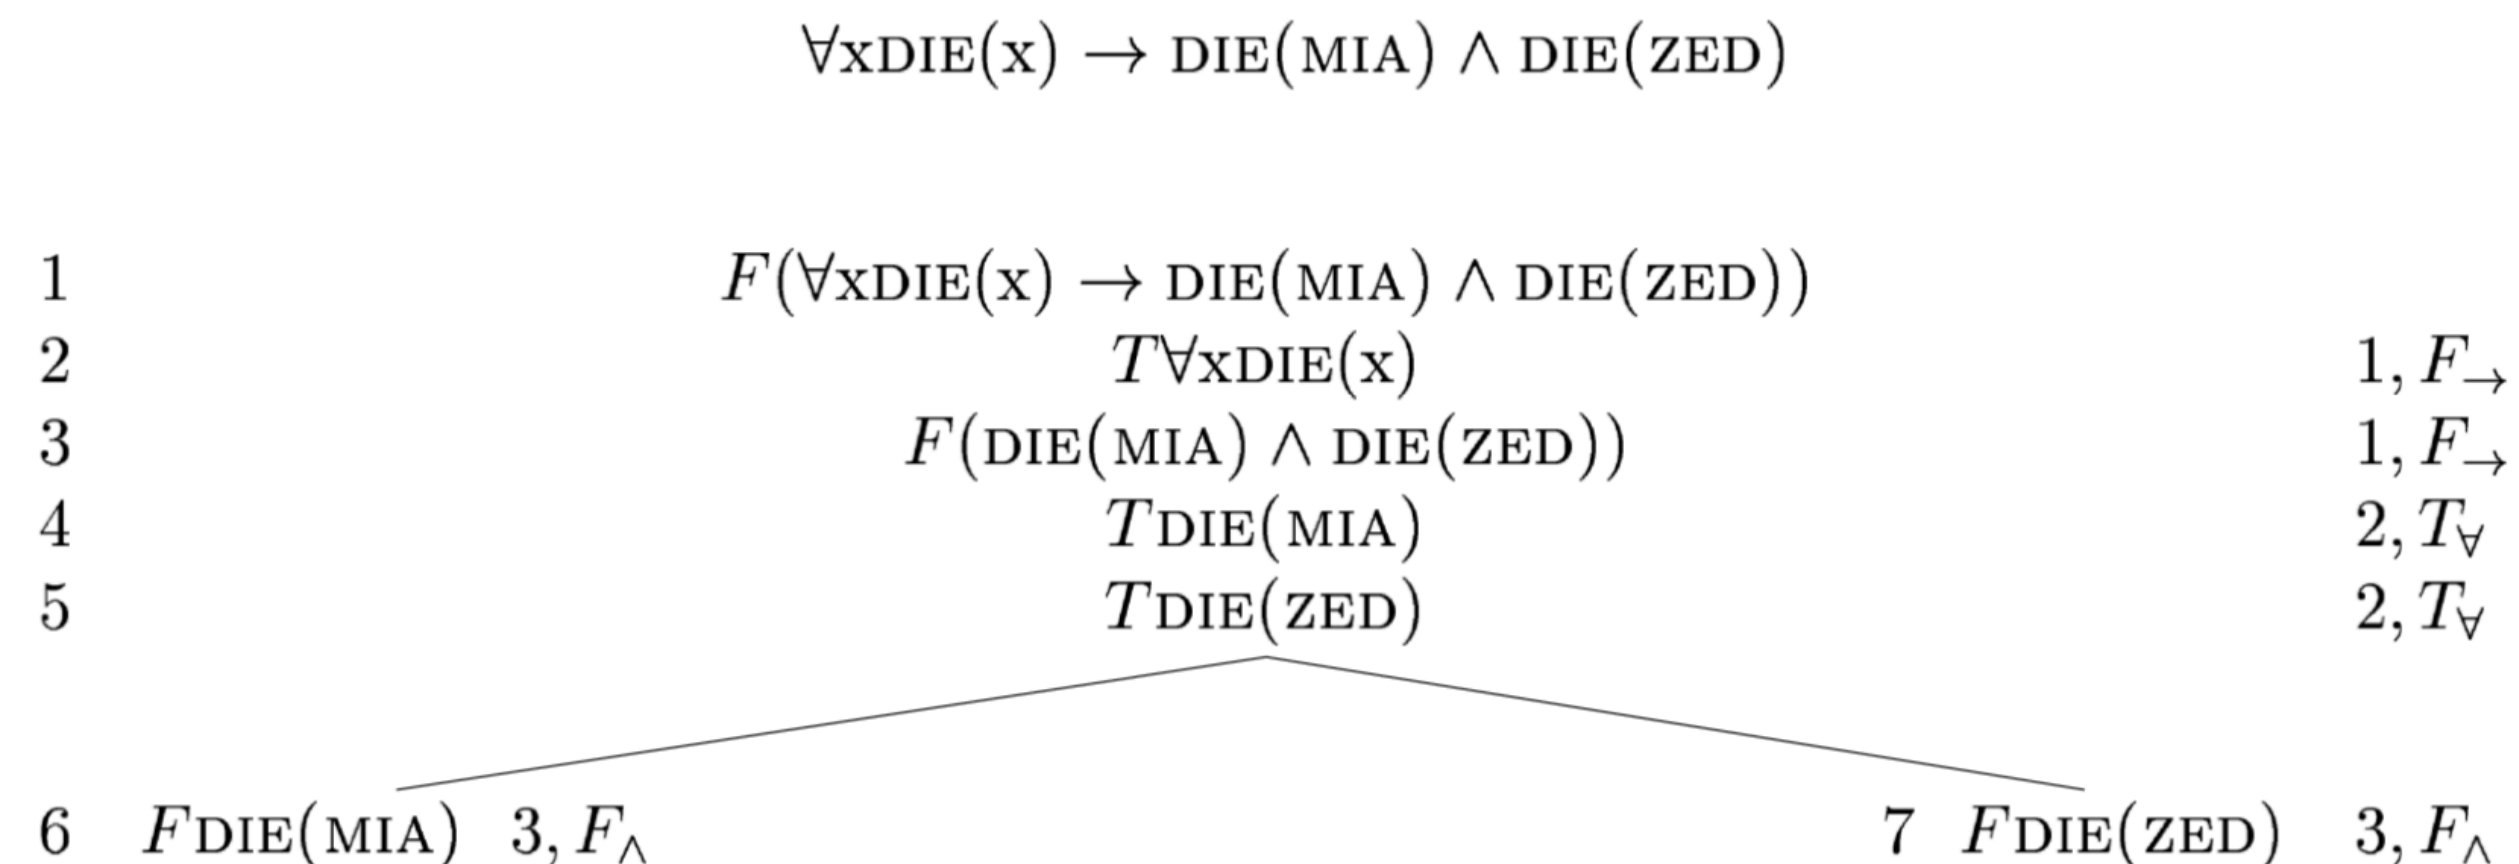 ∀xDIE(x) → DIE(MIA) ∧ DIE(ZED)
1 F(∀xDIE(x) → DIE(MIA) ∧ DIE(ZED))
2 T∀xDIE(x) 1, F→
3 F(DIE(MIA) ∧ DIE(ZED)) 1, F→
4 TDIE(MIA) 2, T∀
5 TDIE(ZED) 2, T∀
6 FDIE(MIA) 3, F∧ 7 FDIE(ZED) 3, F∧